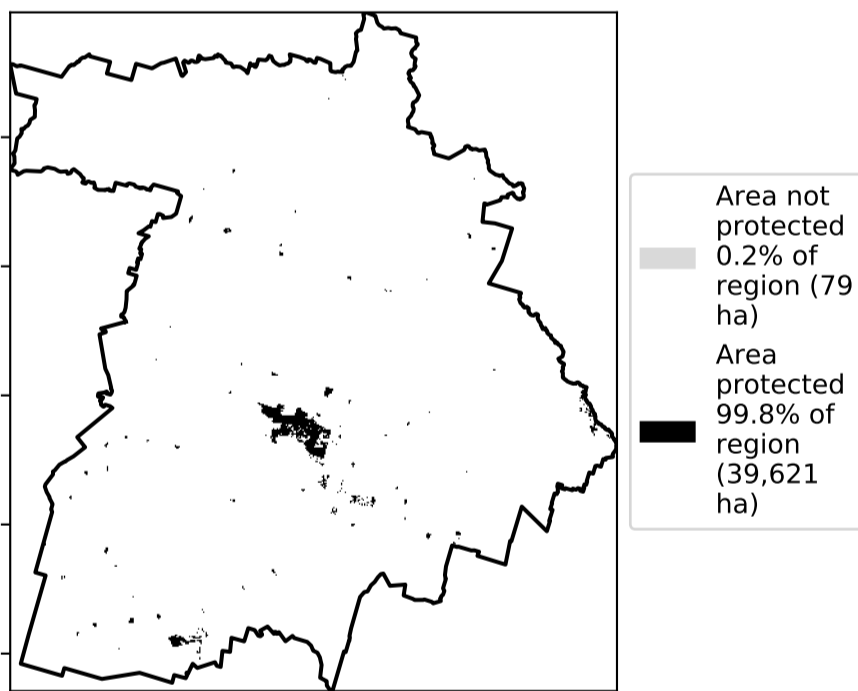 Area not
protected
0.2% of
region (79
ha)
Area
protected
99.8% of
region
(39,621
ha)